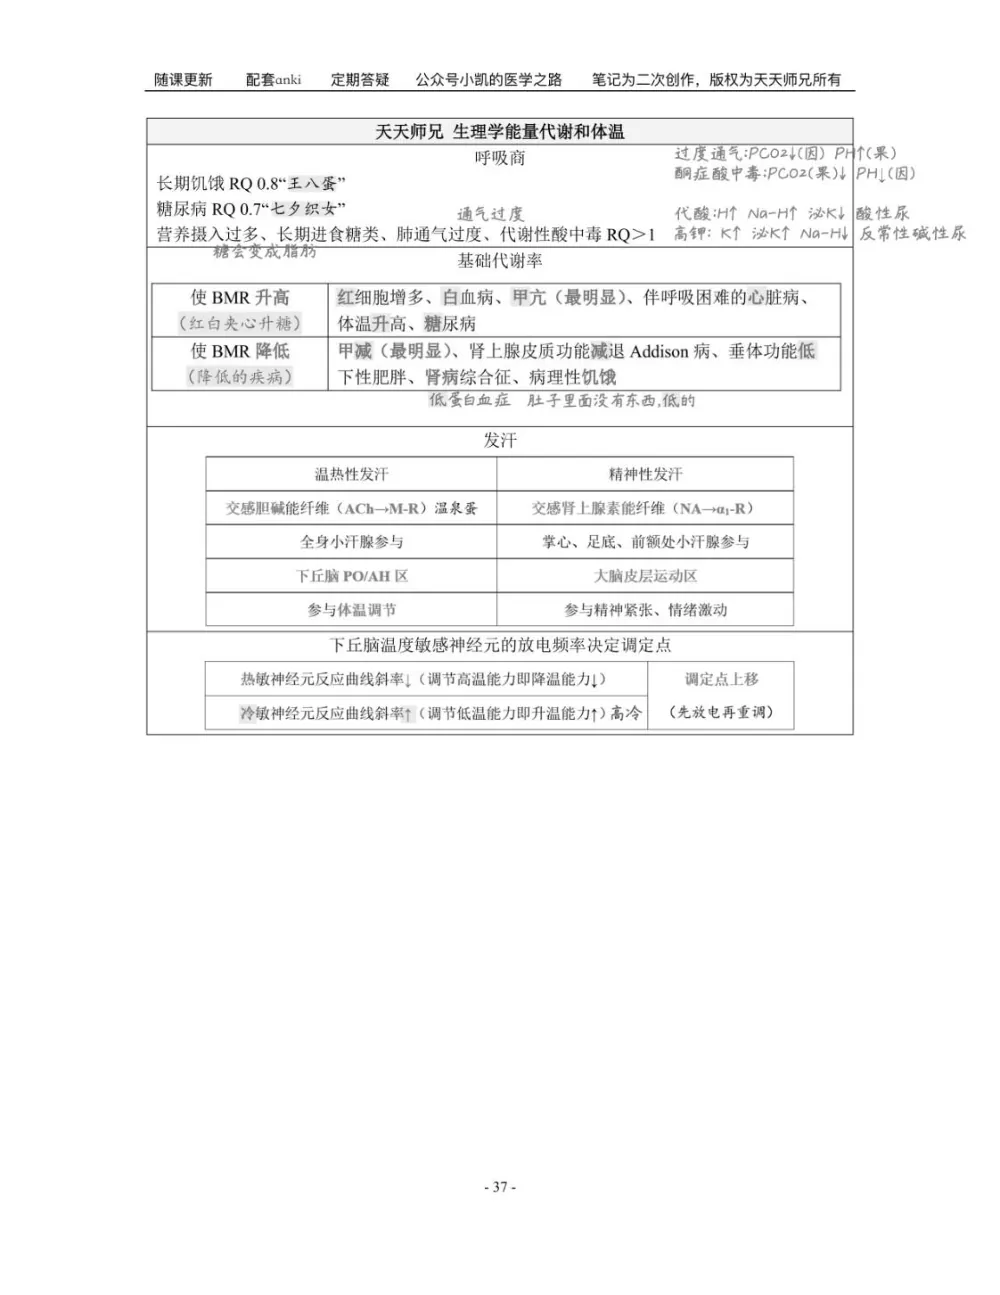 随课更新 配套anki 定期答疑 公众号小凯的医学之路 笔记为二次创作，版权为天天师兄所有
天天师兄 生理学能量代谢和体温
呼吸商
过度通气:PCO2↓(因) PH↑(果)
酮症酸中毒:PCO2(果)↓ PH↓(因)
长期饥饿 RQ 0.8“王八蛋”
糖尿病 RQ 0.7“七夕织女”
通气过度
代酸:H↑ Na-H↑ 泌K↓ 酸性尿
营养摄入过多、长期进食糖类、肺通气过度、代谢性酸中毒 RQ＞1
高钾: K↑ 泌K↑ Na-H↓ 反常性碱性尿
糖会变成脂肪
基础代谢率
使 BMR 升高
（红白夹心升糖）
红细胞增多、白血病、甲亢（最明显）、伴呼吸困难的心脏病、
体温升高、糖尿病
使 BMR 降低
（降低的疾病）
甲减（最明显）、肾上腺皮质功能减退 Addison 病、垂体功能低
下性肥胖、肾病综合征、病理性饥饿
低蛋白血症 肚子里面没有东西,低的
发汗
温热性发汗 精神性发汗
交感胆碱能纤维（ACh→M-R）温泉蛋 交感肾上腺素能纤维（NA→α₁-R）
全身小汗腺参与 掌心、足底、前额处小汗腺参与
下丘脑 PO/AH 区 大脑皮层运动区
参与体温调节 参与精神紧张、情绪激动
下丘脑温度敏感神经元的放电频率决定调定点
热敏神经元反应曲线斜率↓（调节高温能力即降温能力↓） 调定点上移
冷敏神经元反应曲线斜率↑（调节低温能力即升温能力↑）高冷 （先放电再重调）
- 37 -